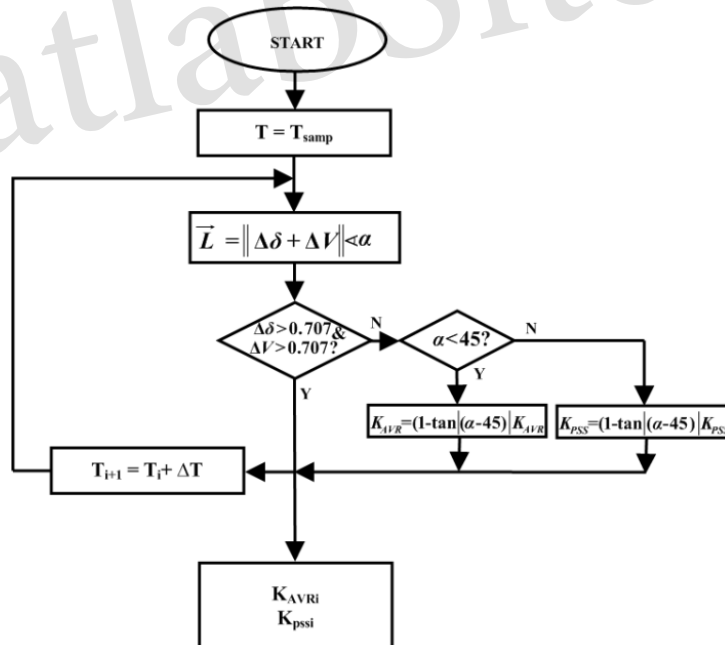 START
T = Tsamp
L⃗ = ‖ Δδ + ΔV‖∢α
Δδ>0.707&
ΔV>0.707?
N
α<45?
N
Y
Y
KAVR=(1-tan|(α-45)|KAVR
KPSS=(1-tan|(α-45)|KPS
Ti+1 = Ti+ ΔT
KAVRi
Kpssi